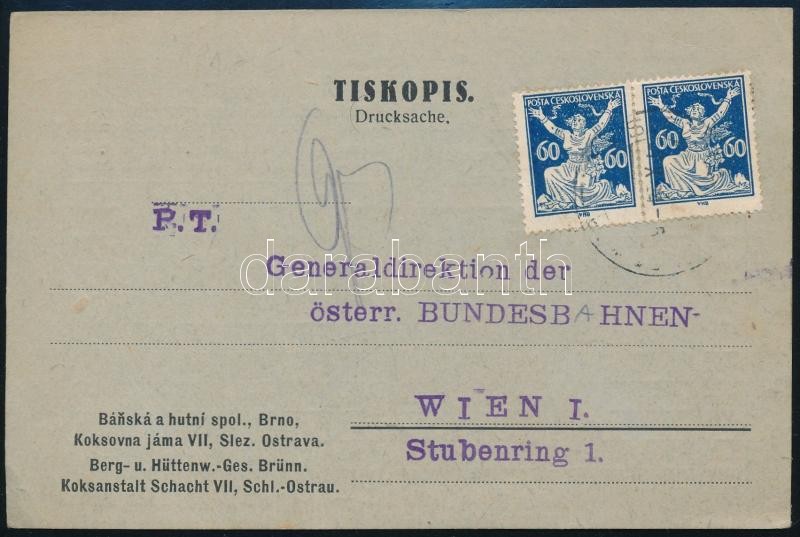 TISKOPIS.
Drucksache.
POŠTA ČESKOSLOVENSKÁ POŠTA ČESKOSLOVENSKÁ
60 60 60 60
P.T.
Generaldirektion der
darabanth
österr. BUNDESBAHNEN-
WIEN I.
Stubenring 1.
Báňská a hutní spol., Brno,
Koksovna jáma VII, Slez. Ostrava.
Berg- u. Hüttenw.-Ges. Brünn.
Koksanstalt Schacht VII, Schl.-Ostrau.